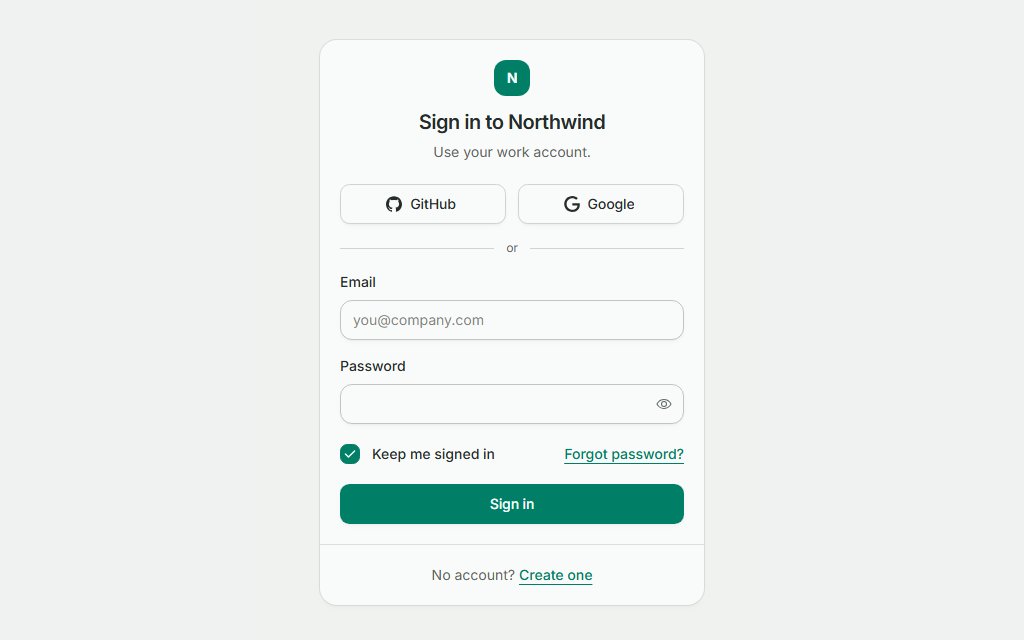 N
Sign in to Northwind
Use your work account.
GitHub
Google
or
Email
you@company.com
Password
Keep me signed in
Forgot password?
Sign in
No account? Create one